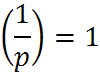 (1/p) = 1